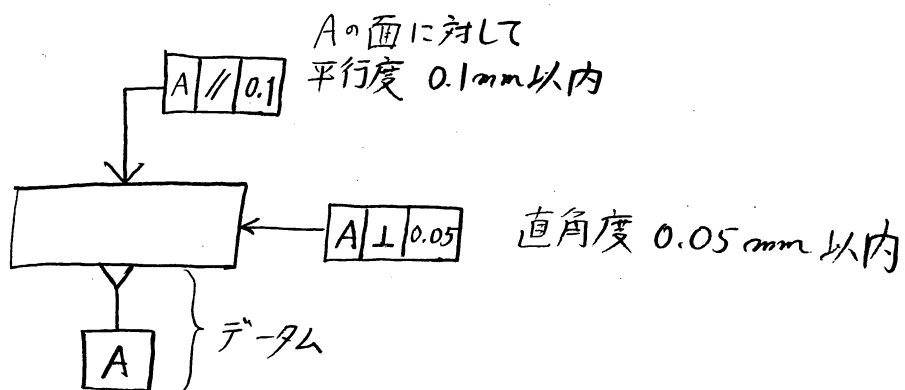 Aの面に対して
平行度 0.1mm以内
A // 0.1
A ⊥ 0.05
直角度 0.05mm以内
データム
A